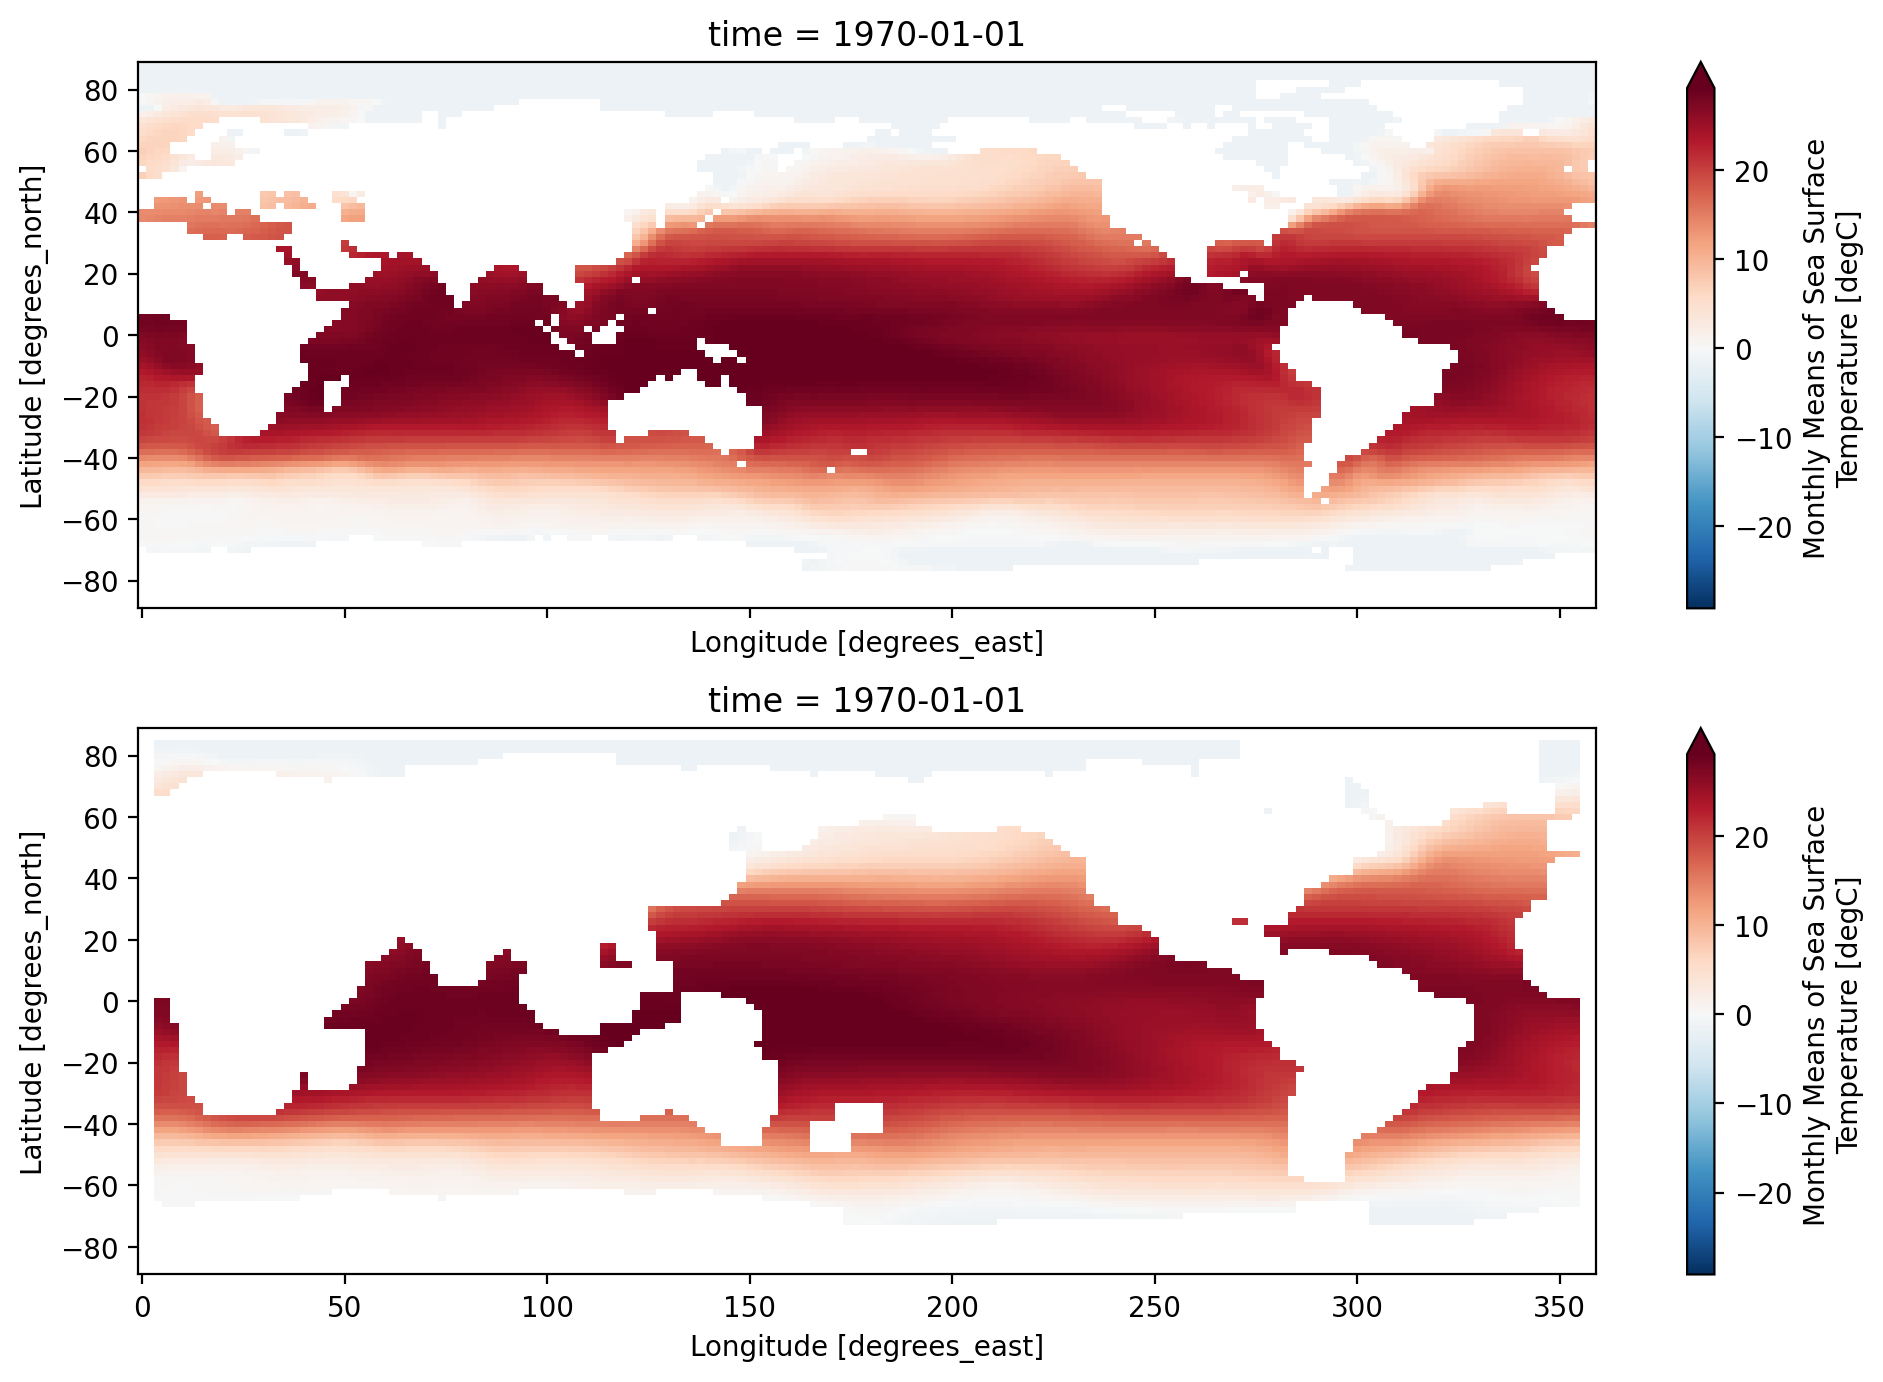 time = 1970-01-01
80
60
40
20
0
−20
−40
−60
−80
Latitude [degrees_north]
Longitude [degrees_east]
20
10
0
−10
−20
Monthly Means of Sea Surface
Temperature [degC]
time = 1970-01-01
80
60
40
20
0
−20
−40
−60
−80
Latitude [degrees_north]
0 50 100 150 200 250 300 350
Longitude [degrees_east]
20
10
0
−10
−20
Monthly Means of Sea Surface
Temperature [degC]